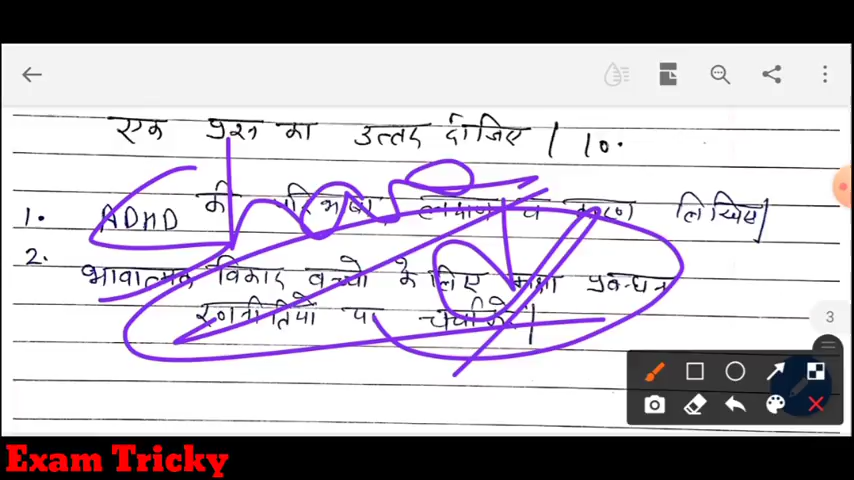 एक प्रश्न का उत्तर दीजिए | 10.
1. ADHD की परिभाषा लक्षण व कारण लिखिए|
2. भावात्मक विकार बच्चो के लिए कक्षा प्रबन्धन
रणनीतियों पर चर्चा करें |
3
Exam Tricky